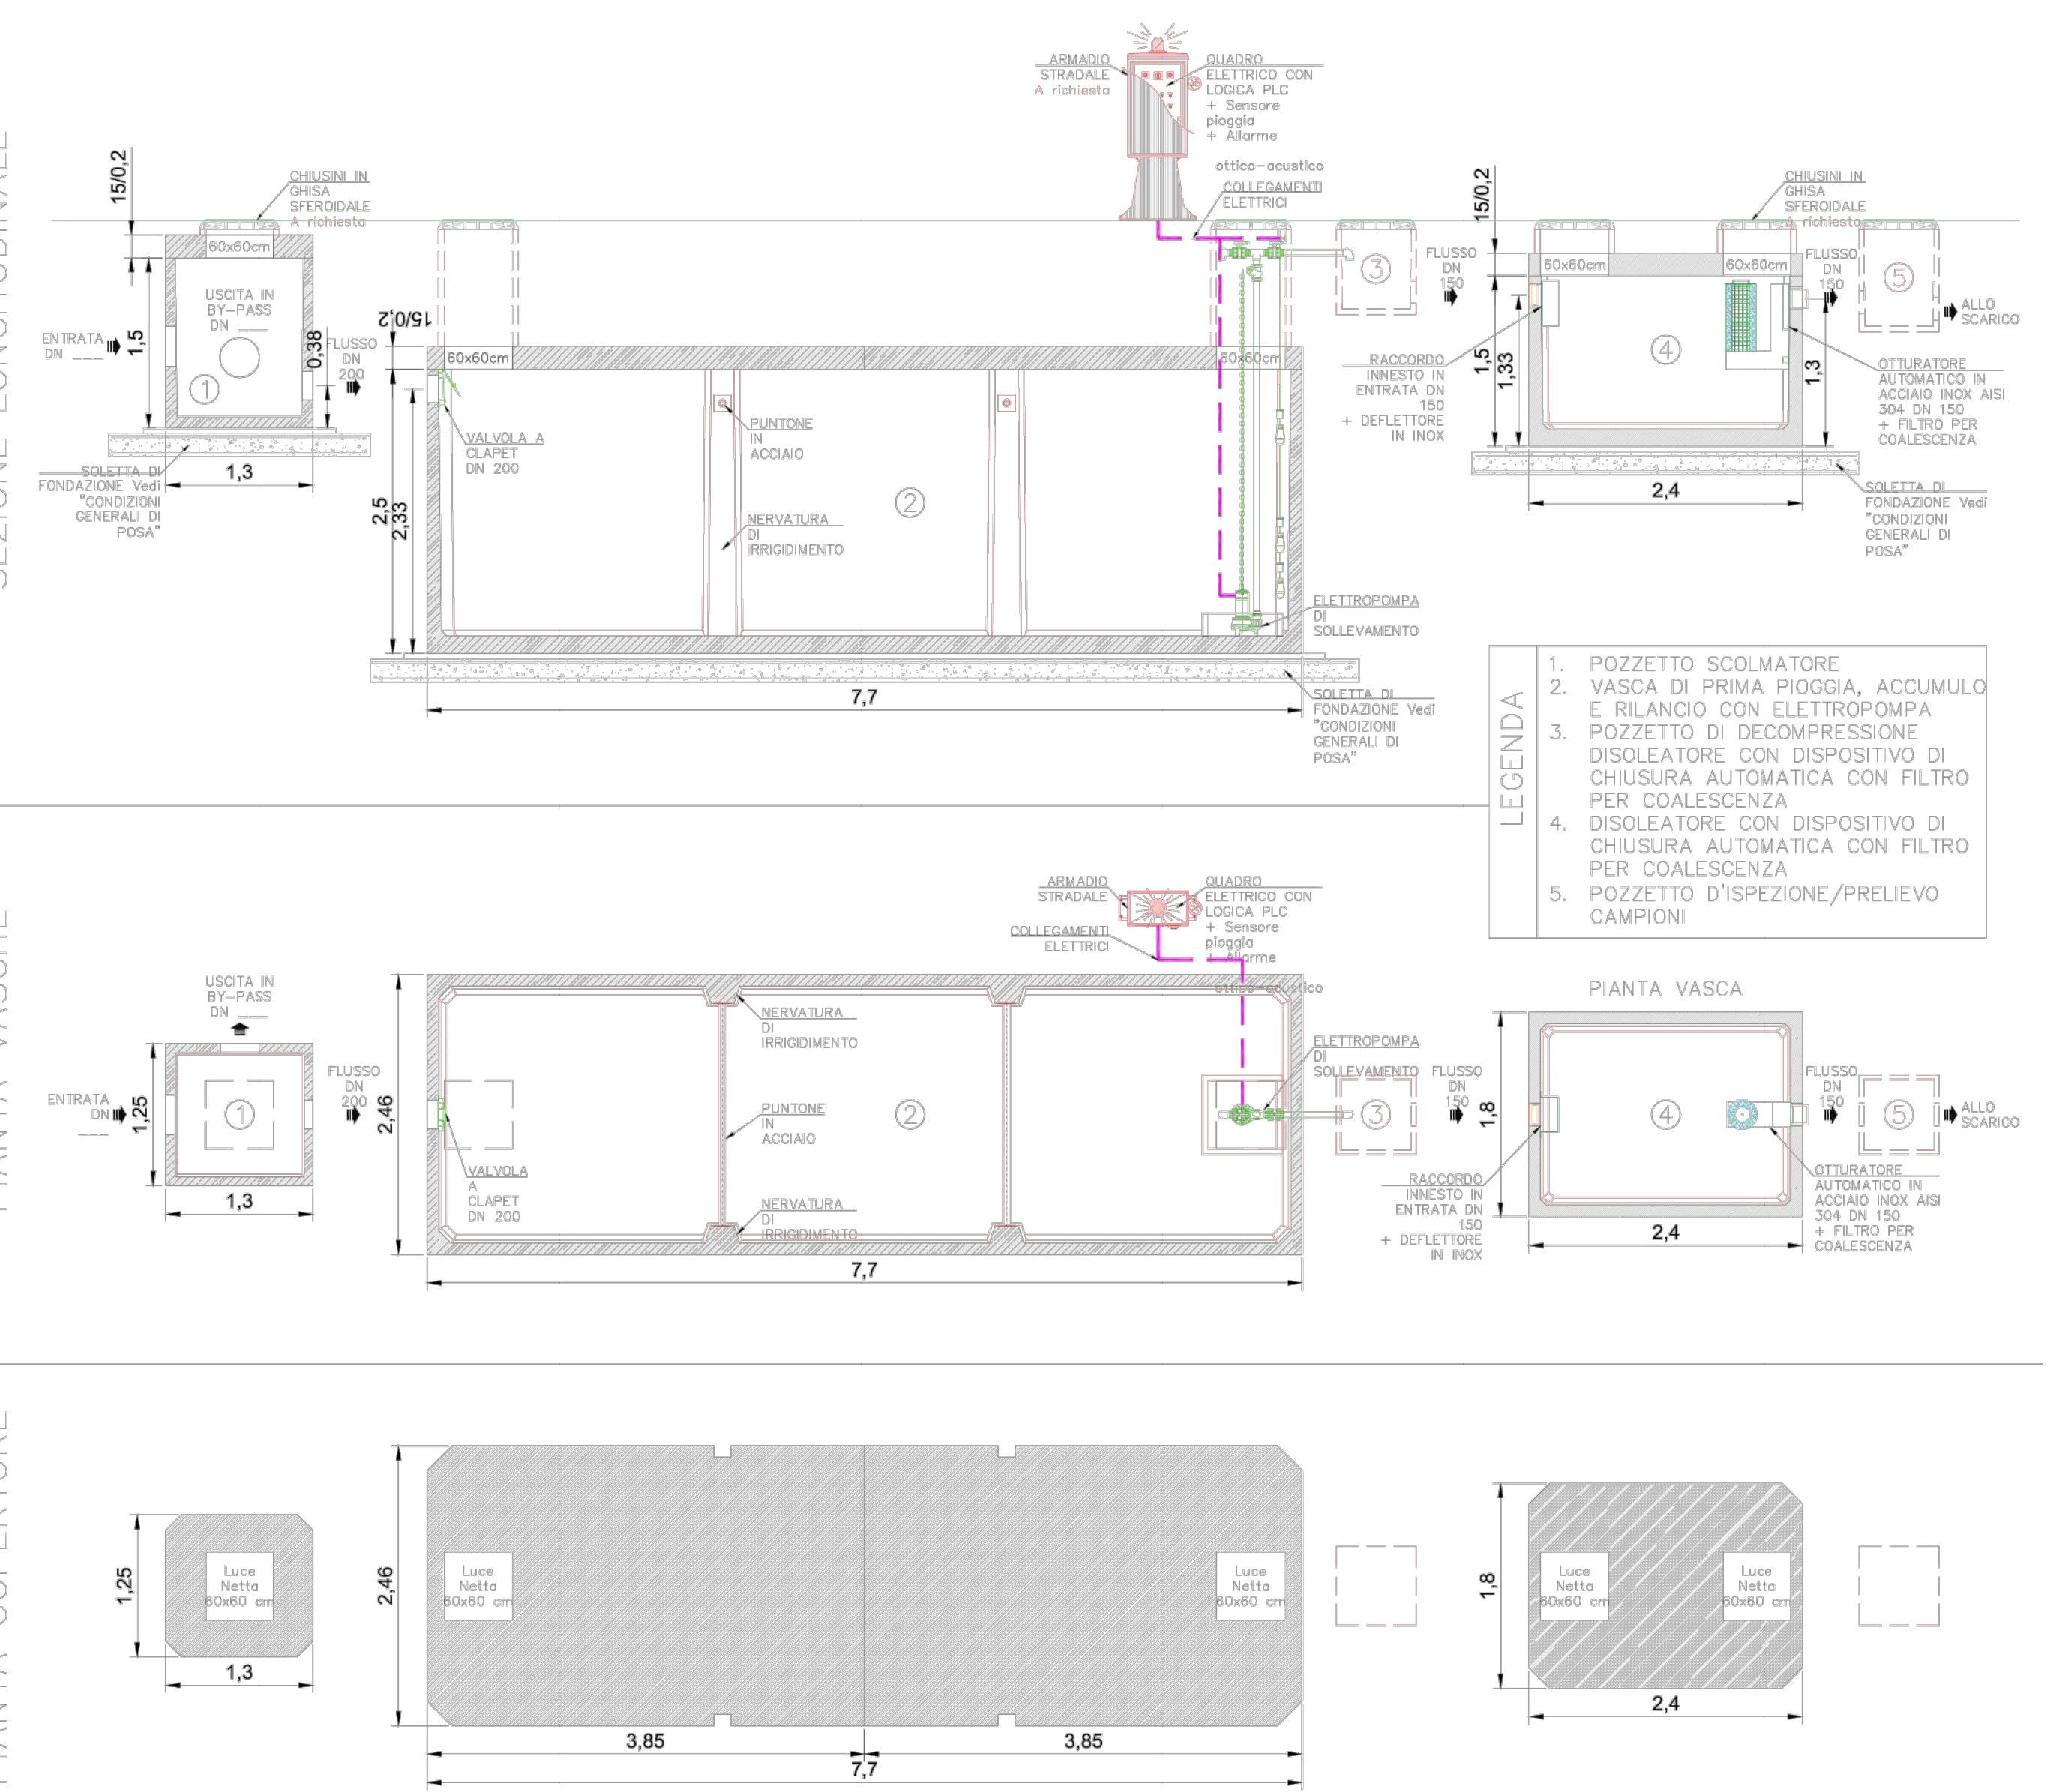 SEZIONE LONGITUDINALE
ARMADIO
STRADALE
A richiesta
QUADRO
ELETTRICO CON
LOGICA PLC
+ Sensore
pioggia
+ Allarme
ottico-acustico
COLLEGAMENTI
ELETTRICI
15/0,2
CHIUSINI IN
GHISA
SFEROIDALE
A richiesta
60x60cm
USCITA IN
BY-PASS
DN ___
ENTRATA
DN ___
1,5
0,38
1
FLUSSO
DN
200
SOLETTA DI
FONDAZIONE Vedi
"CONDIZIONI
GENERALI DI
POSA"
1,3
15/0,2
60x60cm
60x60cm
VALVOLA A
CLAPET
DN 200
PUNTONE
IN
ACCIAIO
NERVATURA
DI
IRRIGIDIMENTO
2
2,5
2,33
ELETTROPOMPA
DI
SOLLEVAMENTO
SOLETTA DI
FONDAZIONE Vedi
"CONDIZIONI
GENERALI DI
POSA"
7,7
3
FLUSSO
DN
150
15/0,2
CHIUSINI IN
GHISA
SFEROIDALE
A richiesta
60x60cm
60x60cm
FLUSSO
DN
150
5
ALLO
SCARICO
RACCORDO
INNESTO IN
ENTRATA DN
150
+ DEFLETTORE
IN INOX
1,5
1,33
4
1,3
OTTURATORE
AUTOMATICO IN
ACCIAIO INOX AISI
304 DN 150
+ FILTRO PER
COALESCENZA
2,4
SOLETTA DI
FONDAZIONE Vedi
"CONDIZIONI
GENERALI DI
POSA"
LEGENDA
1. POZZETTO SCOLMATORE
2. VASCA DI PRIMA PIOGGIA, ACCUMULO
E RILANCIO CON ELETTROPOMPA
3. POZZETTO DI DECOMPRESSIONE
DISOLEATORE CON DISPOSITIVO DI
CHIUSURA AUTOMATICA CON FILTRO
PER COALESCENZA
4. DISOLEATORE CON DISPOSITIVO DI
CHIUSURA AUTOMATICA CON FILTRO
PER COALESCENZA
5. POZZETTO D'ISPEZIONE/PRELIEVO
CAMPIONI
PIANTA VASCHE
ARMADIO
STRADALE
QUADRO
ELETTRICO CON
LOGICA PLC
+ Sensore
pioggia
+ Allarme
ottico-acustico
COLLEGAMENTI
ELETTRICI
USCITA IN
BY-PASS
DN ___
ENTRATA
DN
___
1,25
1
1,3
FLUSSO
DN
200
2,46
NERVATURA
DI
IRRIGIDIMENTO
PUNTONE
IN
ACCIAIO
2
VALVOLA
A
CLAPET
DN 200
NERVATURA
DI
IRRIGIDIMENTO
7,7
ELETTROPOMPA
DI
SOLLEVAMENTO
3
FLUSSO
DN
150
PIANTA VASCA
1,8
4
FLUSSO
DN
150
5
ALLO
SCARICO
RACCORDO
INNESTO IN
ENTRATA DN
150
+ DEFLETTORE
IN INOX
OTTURATORE
AUTOMATICO IN
ACCIAIO INOX AISI
304 DN 150
+ FILTRO PER
COALESCENZA
2,4
PIANTA COPERTURE
1,25
Luce
Netta
60x60 cm
1,3
2,46
Luce
Netta
60x60 cm
Luce
Netta
60x60 cm
3,85
3,85
7,7
1,8
Luce
Netta
60x60 cm
Luce
Netta
60x60 cm
2,4